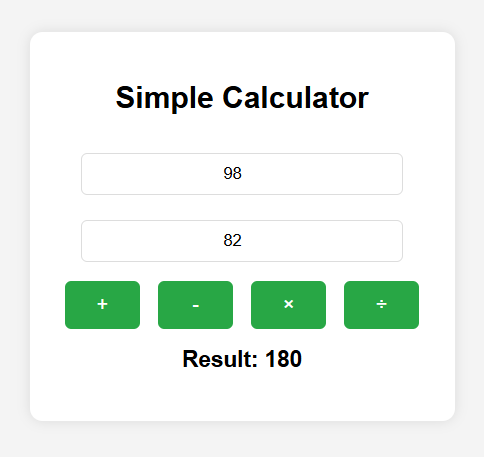 Simple Calculator
98
82
+ - × ÷
Result: 180